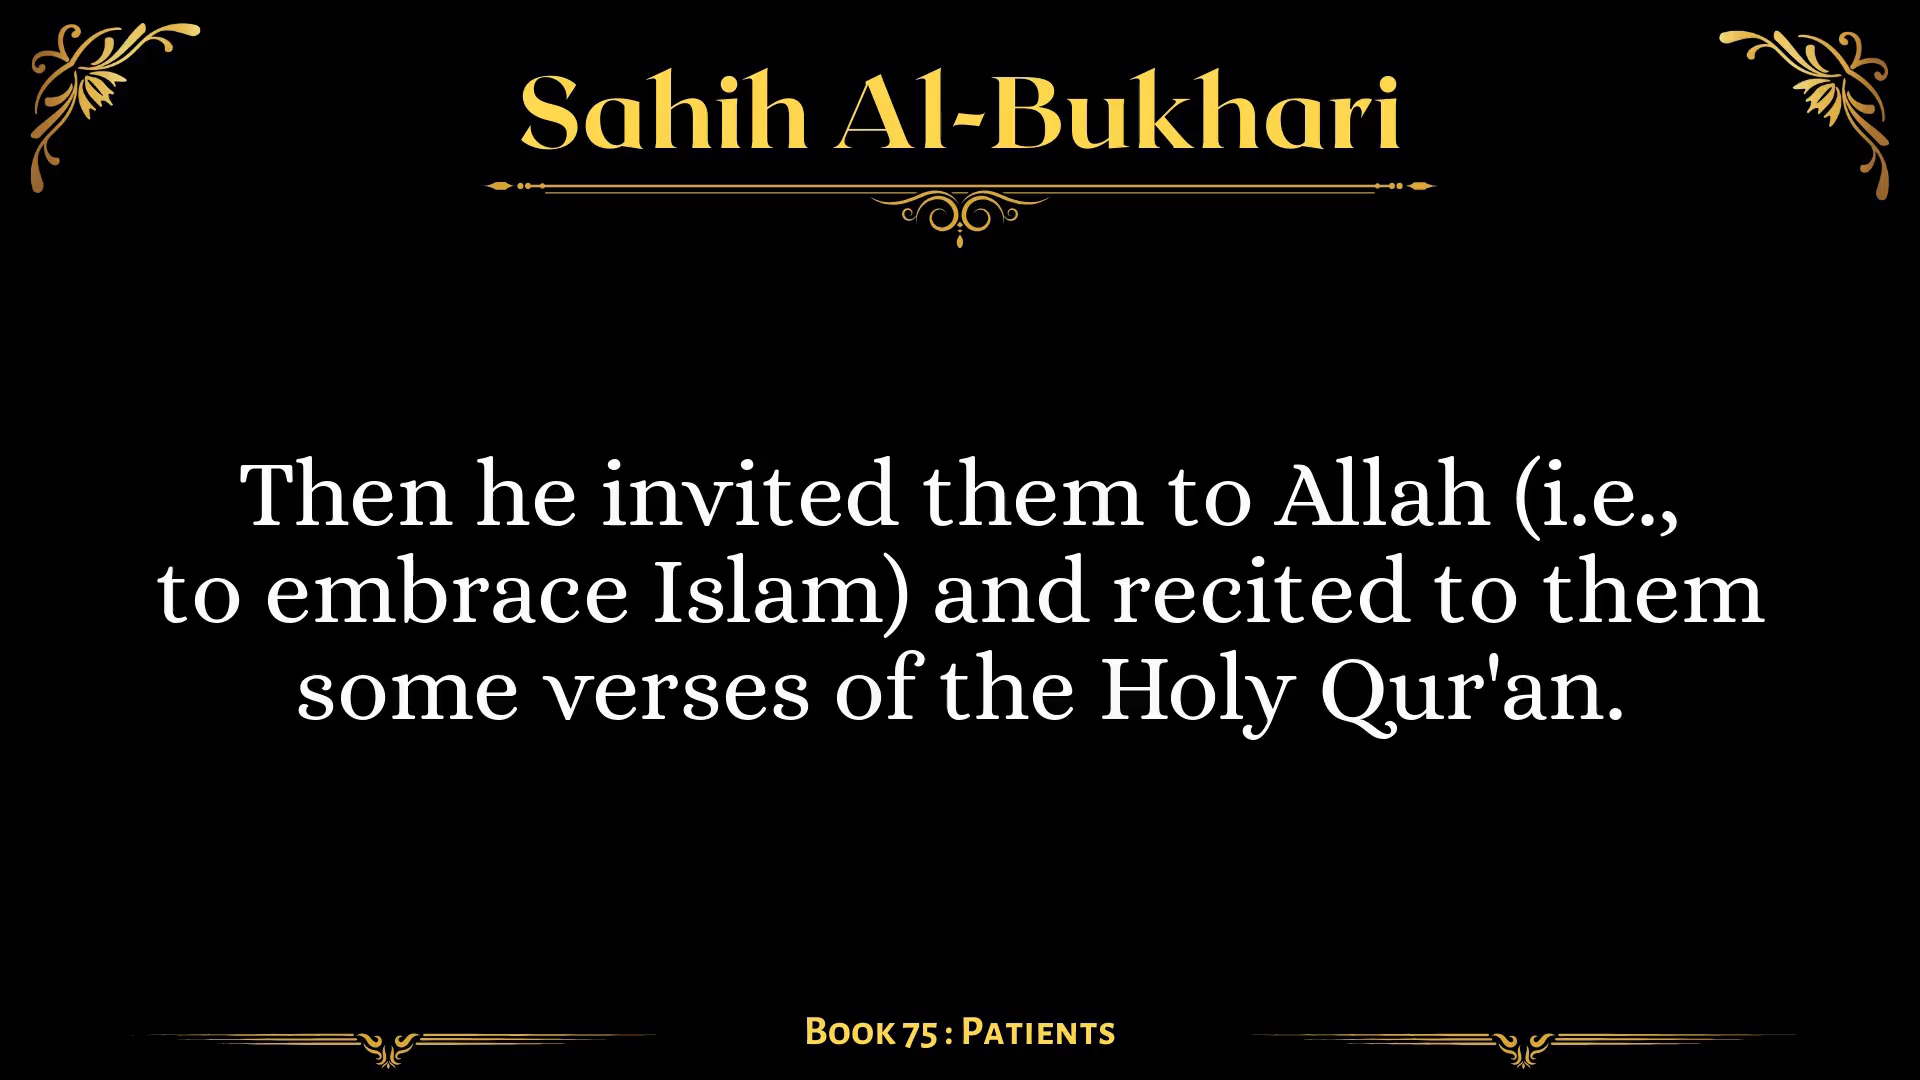 Sahih Al-Bukhari
Then he invited them to Allah (i.e.,
to embrace Islam) and recited to them
some verses of the Holy Qur'an.
Book 75 : Patients